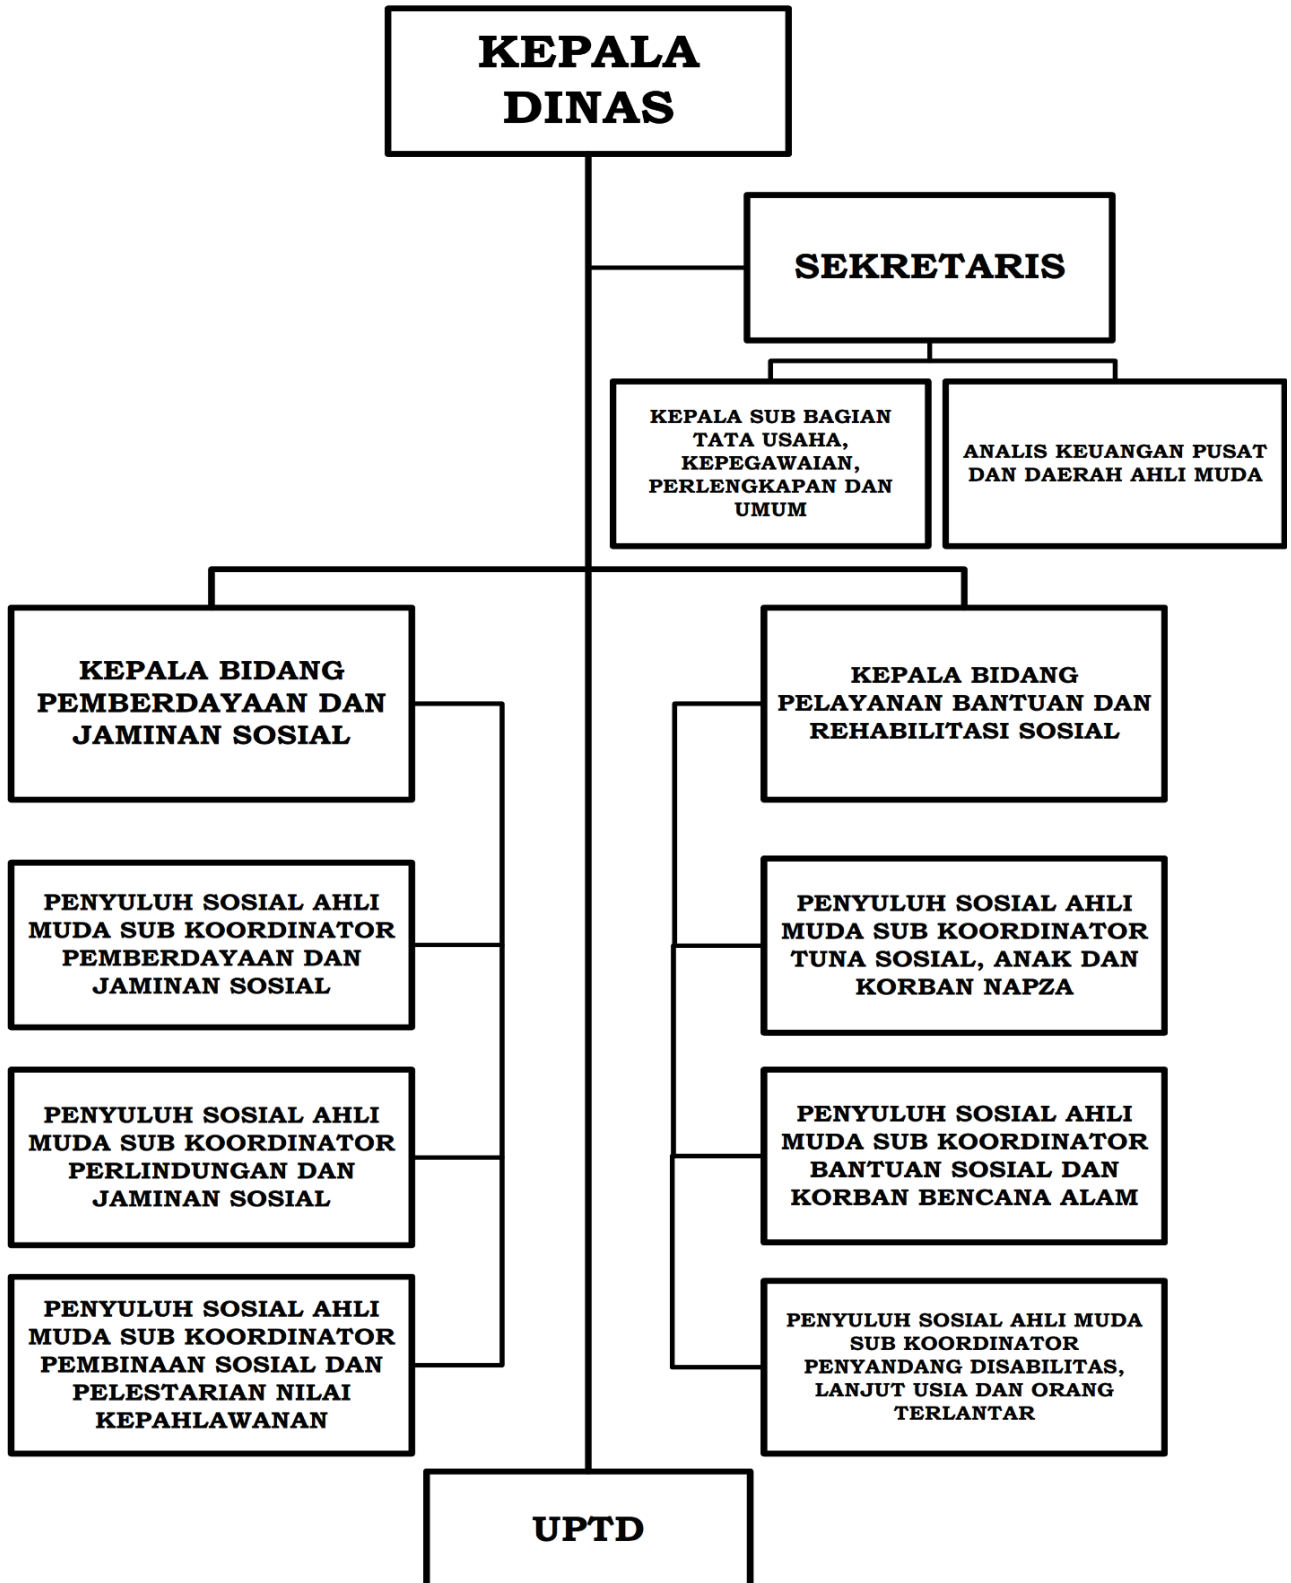 KEPALA
DINAS
SEKRETARIS
KEPALA SUB BAGIAN
TATA USAHA,
KEPEGAWAIAN,
PERLENGKAPAN DAN
UMUM
ANALIS KEUANGAN PUSAT
DAN DAERAH AHLI MUDA
KEPALA BIDANG
PEMBERDAYAAN DAN
JAMINAN SOSIAL
KEPALA BIDANG
PELAYANAN BANTUAN DAN
REHABILITASI SOSIAL
PENYULUH SOSIAL AHLI
MUDA SUB KOORDINATOR
PEMBERDAYAAN DAN
JAMINAN SOSIAL
PENYULUH SOSIAL AHLI
MUDA SUB KOORDINATOR
TUNA SOSIAL, ANAK DAN
KORBAN NAPZA
PENYULUH SOSIAL AHLI
MUDA SUB KOORDINATOR
PERLINDUNGAN DAN
JAMINAN SOSIAL
PENYULUH SOSIAL AHLI
MUDA SUB KOORDINATOR
BANTUAN SOSIAL DAN
KORBAN BENCANA ALAM
PENYULUH SOSIAL AHLI
MUDA SUB KOORDINATOR
PEMBINAAN SOSIAL DAN
PELESTARIAN NILAI
KEPAHLAWANAN
PENYULUH SOSIAL AHLI MUDA
SUB KOORDINATOR
PENYANDANG DISABILITAS,
LANJUT USIA DAN ORANG
TERLANTAR
UPTD